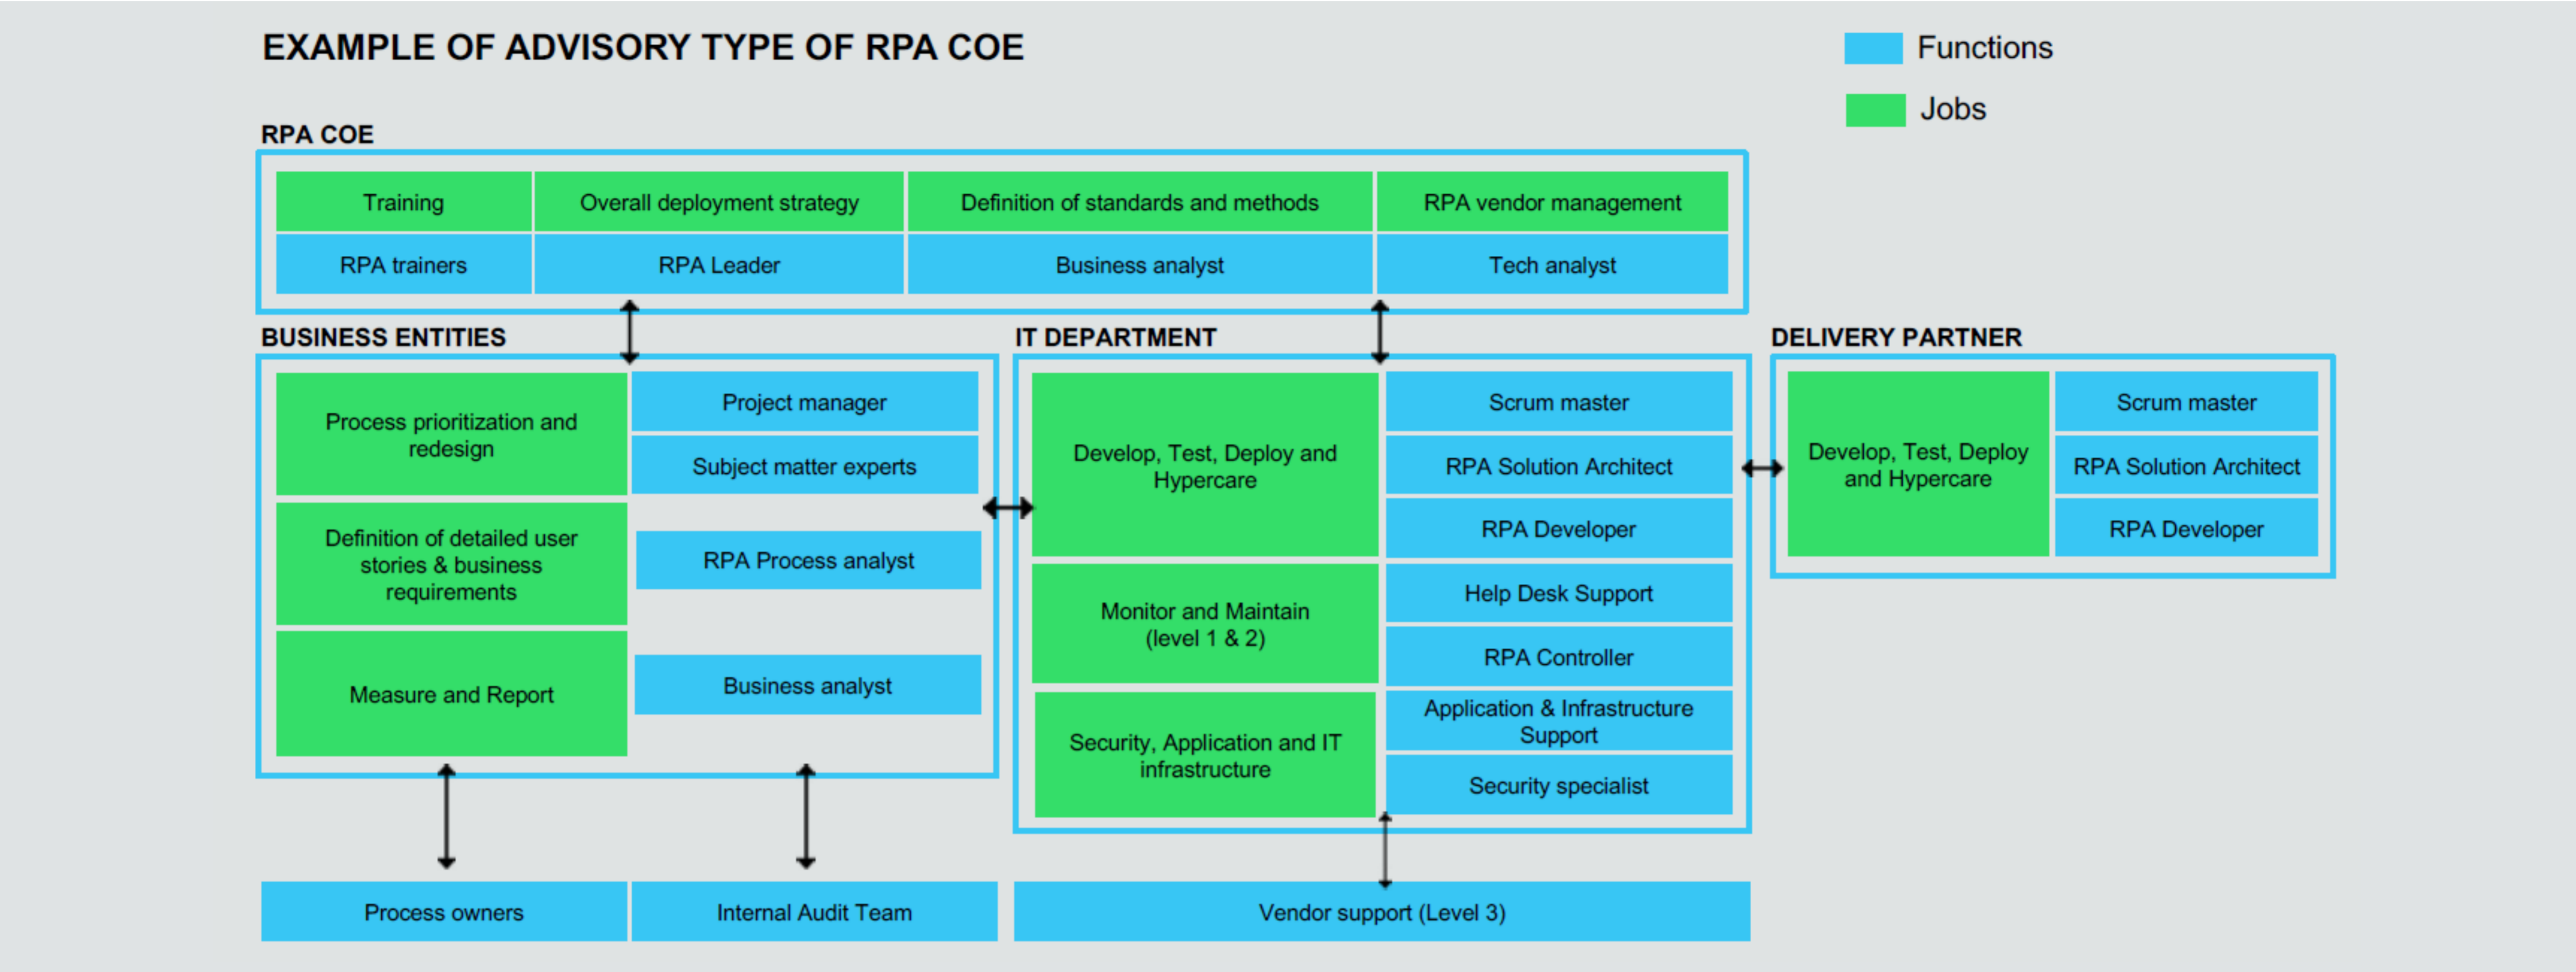 EXAMPLE OF ADVISORY TYPE OF RPA COE
Functions
Jobs
RPA COE
Training
Overall deployment strategy
Definition of standards and methods
RPA vendor management
RPA trainers
RPA Leader
Business analyst
Tech analyst
BUSINESS ENTITIES
Process prioritization and
redesign
Project manager
Subject matter experts
Definition of detailed user
stories & business
requirements
RPA Process analyst
Measure and Report
Business analyst
IT DEPARTMENT
Develop, Test, Deploy and
Hypercare
Scrum master
RPA Solution Architect
RPA Developer
Monitor and Maintain
(level 1 & 2)
Help Desk Support
RPA Controller
Security, Application and IT
infrastructure
Application & Infrastructure
Support
Security specialist
DELIVERY PARTNER
Develop, Test, Deploy
and Hypercare
Scrum master
RPA Solution Architect
RPA Developer
Process owners
Internal Audit Team
Vendor support (Level 3)